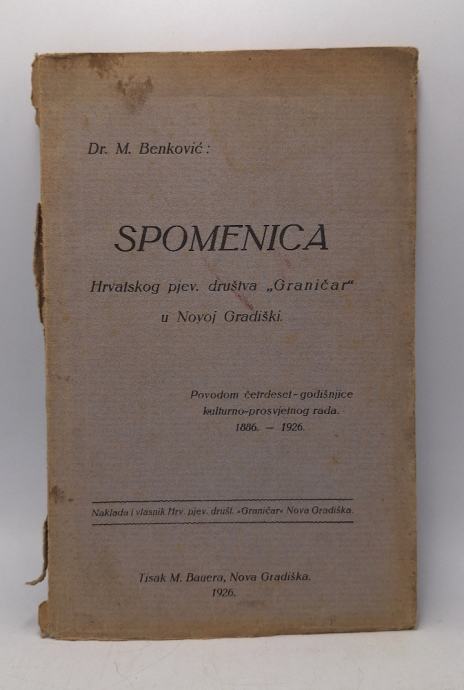 Dr. M. Benković:
SPOMENICA
Hrvatskog pjev. društva „Graničar“
u Novoj Gradiški.
Povodom četrdeset-godišnjice
kulturno-prosvjetnog rada.
1886. — 1926.
Naklada i vlasnik Hrv. pjev. društ. »Graničar« Nova Gradiška.
Tisak M. Bauera, Nova Gradiška.
1926.